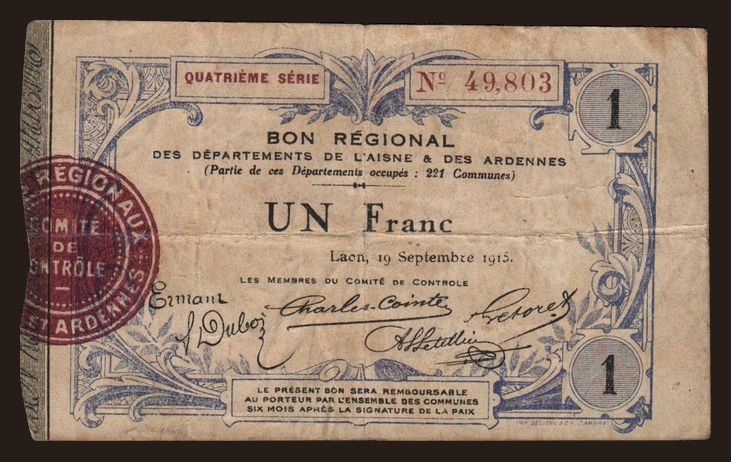 QUATRIÈME SÉRIE
Nº 49,803
1
BON RÉGIONAL
DES DÉPARTEMENTS DE L'AISNE & DES ARDENNES
(Partie de ces Départements occupés : 221 Communes)
UN Franc
Laon, 19 Septembre 1915.
LES MEMBRES DU COMITÉ DE CONTROLE
RÉGIONAUX
COMITÉ
DE
CONTRÔLE
ET ARDENNES
Ermant
Charles-Cointe
Dubois
1
LE PRÉSENT BON SERA REMBOURSABLE
AU PORTEUR PAR L'ENSEMBLE DES COMMUNES
SIX MOIS APRÈS LA SIGNATURE DE LA PAIX